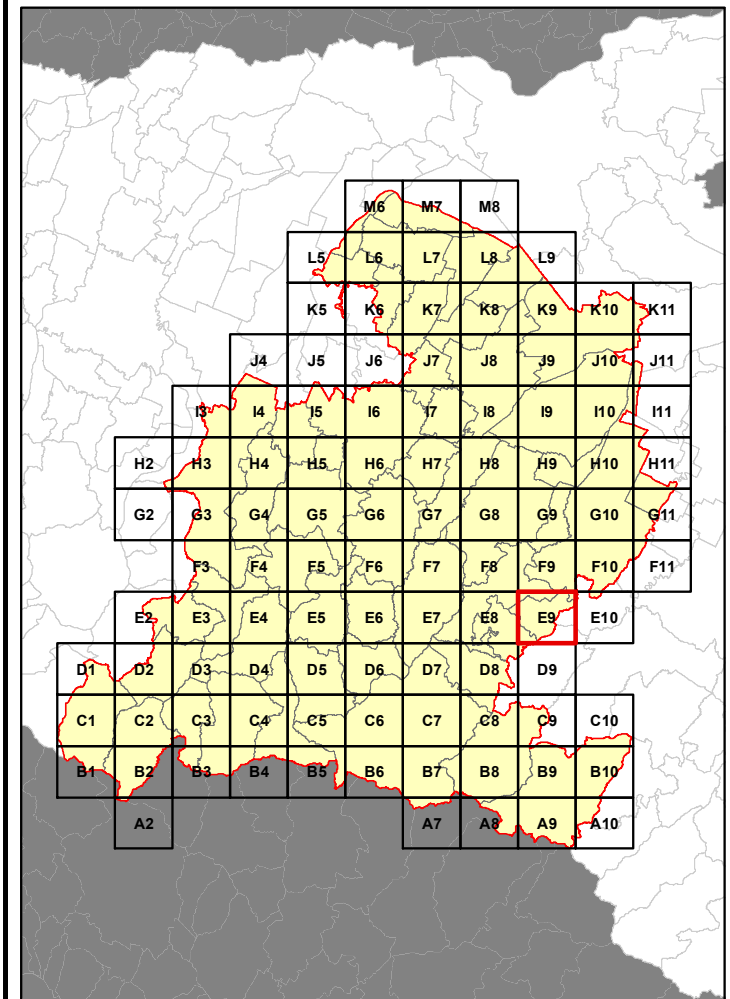 M6 M7 M8
L5 L6 L7 L8 L9
K5 K6 K7 K8 K9 K10 K11
J4 J5 J6 J7 J8 J9 J10 J11
I3 I4 I5 I6 I7 I8 I9 I10 I11
H2 H3 H4 H5 H6 H7 H8 H9 H10 H11
G2 G3 G4 G5 G6 G7 G8 G9 G10 G11
F3 F4 F5 F6 F7 F8 F9 F10 F11
E2 E3 E4 E5 E6 E7 E8 E9 E10
D1 D2 D3 D4 D5 D6 D7 D8 D9
C1 C2 C3 C4 C5 C6 C7 C8 C9 C10
B1 B2 B3 B4 B5 B6 B7 B8 B9 B10
A2 A7 A8 A9 A10